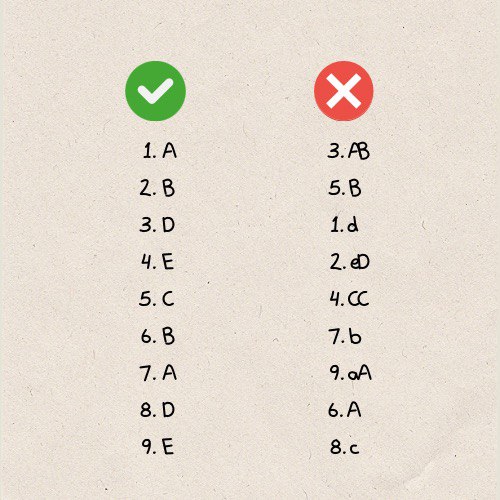 1. A
2. B
3. D
4. E
5. C
6. B
7. A
8. D
9. E
3. AB
5. B
1. d
2. eD
4. CC
7. b
9. aA
6. A
8. c